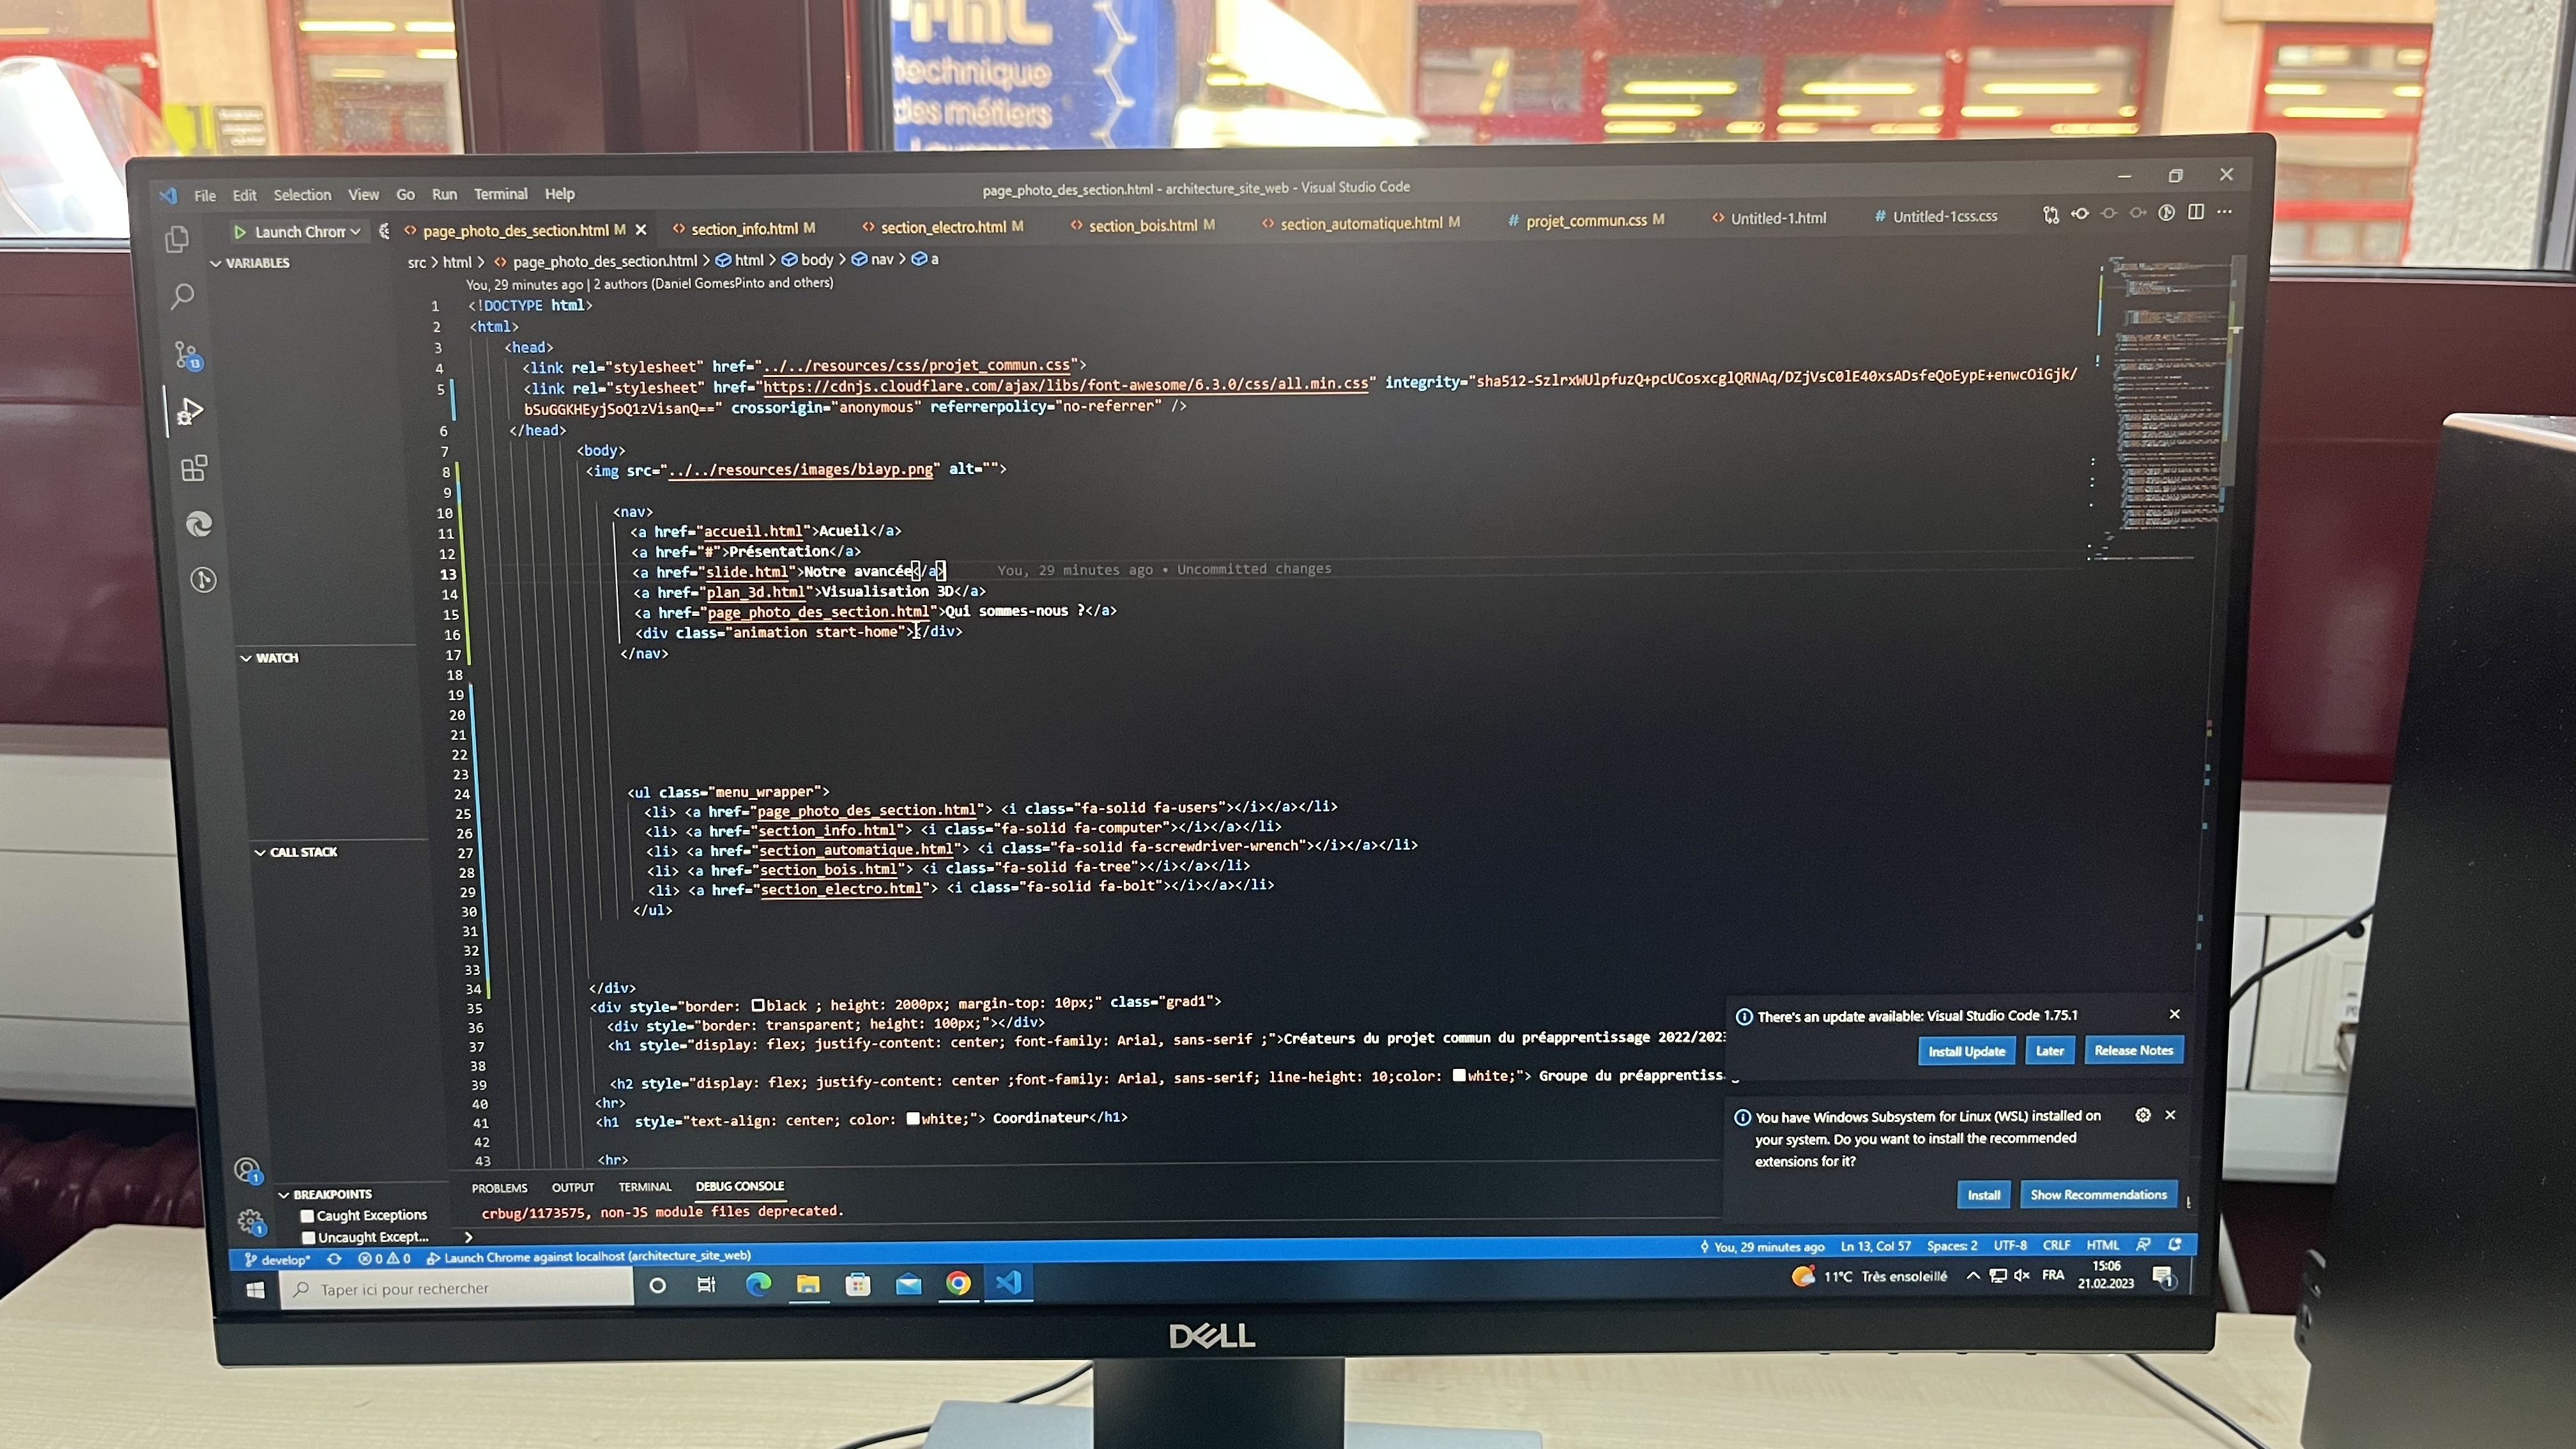 technique
des métiers
File Edit Selection View Go Run Terminal Help
page_photo_des_section.html - architecture_site_web - Visual Studio Code
Launch Chrom
page_photo_des_section.html M
section_info.html M
section_electro.html M
section_bois.html M
section_automatique.html M
projet_commun.css M
Untitled-1.html
Untitled-1css.css
VARIABLES
src > html > page_photo_des_section.html > html > body > nav > a
You, 29 minutes ago | 2 authors (Daniel GomesPinto and others)
1 <!DOCTYPE html>
2 <html>
3 <head>
4 <link rel="stylesheet" href="../../resources/css/projet_commun.css">
5 <link rel="stylesheet" href="https://cdnjs.cloudflare.com/ajax/libs/font-awesome/6.3.0/css/all.min.css" integrity="sha512-SzlrxWUlpfuzQ+pcUCosxcglQRNAq/DZjVsC0lE40xsADsfeQoEypE+enwcOiGjk/
bSuGGKHEyjSoQ1zVisanQ==" crossorigin="anonymous" referrerpolicy="no-referrer" />
6 </head>
7 <body>
8 <img src="../../resources/images/biayp.png" alt="">
9
10 <nav>
11 <a href="accueil.html">Acueil</a>
12 <a href="#">Présentation</a>
13 <a href="slide.html">Notre avancée</a> You, 29 minutes ago • Uncommitted changes
14 <a href="plan_3d.html">Visualisation 3D</a>
15 <a href="page_photo_des_section.html">Qui sommes-nous ?</a>
16 <div class="animation start-home"></div>
17 </nav>
18
19
20
21
22
23
24 <ul class="menu_wrapper">
25 <li> <a href="page_photo_des_section.html"> <i class="fa-solid fa-users"></i></a></li>
26 <li> <a href="section_info.html"> <i class="fa-solid fa-computer"></i></a></li>
27 <li> <a href="section_automatique.html"> <i class="fa-solid fa-screwdriver-wrench"></i></a></li>
28 <li> <a href="section_bois.html"> <i class="fa-solid fa-tree"></i></a></li>
29 <li> <a href="section_electro.html"> <i class="fa-solid fa-bolt"></i></a></li>
30 </ul>
31
32
33
34 </div>
35 <div style="border: black ; height: 2000px; margin-top: 10px;" class="grad1">
36 <div style="border: transparent; height: 100px;"></div>
37 <h1 style="display: flex; justify-content: center; font-family: Arial, sans-serif ;">Créateurs du projet commun du préapprentissage 2022/2023
38
39 <h2 style="display: flex; justify-content: center ;font-family: Arial, sans-serif; line-height: 10;color: white;"> Groupe du préapprentiss
40 <hr>
41 <h1 style="text-align: center; color: white;"> Coordinateur</h1>
42
43 <hr>
13
WATCH
CALL STACK
BREAKPOINTS
Caught Exceptions
Uncaught Except...
1
1
There's an update available: Visual Studio Code 1.75.1
Install Update Later Release Notes
You have Windows Subsystem for Linux (WSL) installed on
your system. Do you want to install the recommended
extensions for it?
Install Show Recommendations
PROBLEMS OUTPUT TERMINAL DEBUG CONSOLE
crbug/1173575, non-JS module files deprecated.
develop* 0 0 Launch Chrome against localhost (architecture_site_web)
You, 29 minutes ago Ln 13, Col 57 Spaces: 2 UTF-8 CRLF HTML
Taper ici pour rechercher
11°C Très ensoleillé FRA
15:06
21.02.2023
1
DELL